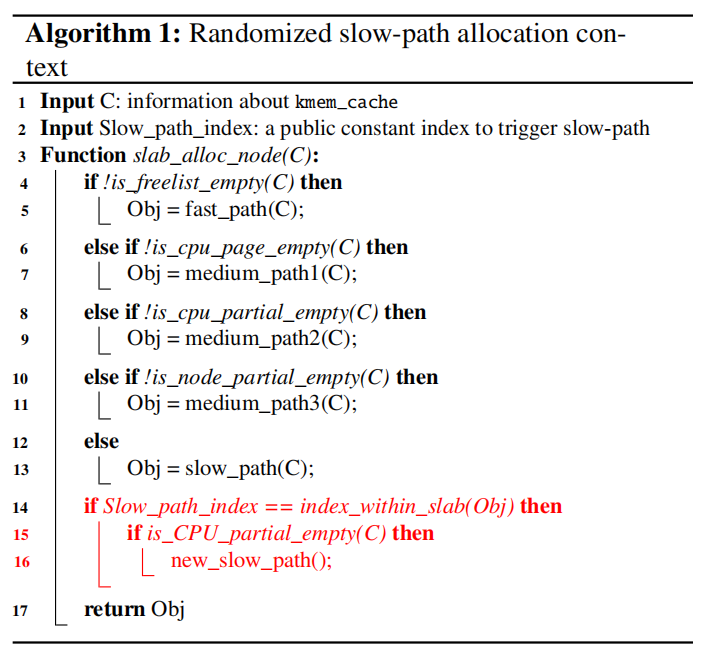 Algorithm 1: Randomized slow-path allocation con-
text
1 Input C: information about kmem_cache
2 Input Slow_path_index: a public constant index to trigger slow-path
3 Function slab_alloc_node(C):
4 if !is_freelist_empty(C) then
5 Obj = fast_path(C);
6 else if !is_cpu_page_empty(C) then
7 Obj = medium_path1(C);
8 else if !is_cpu_partial_empty(C) then
9 Obj = medium_path2(C);
10 else if !is_node_partial_empty(C) then
11 Obj = medium_path3(C);
12 else
13 Obj = slow_path(C);
14 if Slow_path_index == index_within_slab(Obj) then
15 if is_CPU_partial_empty(C) then
16 new_slow_path();
17 return Obj